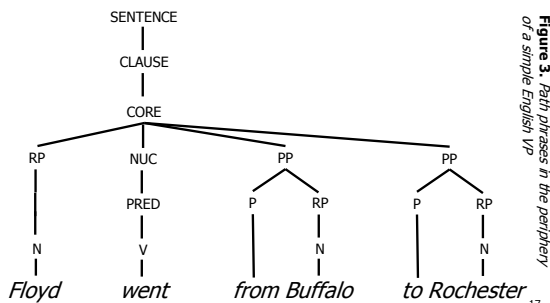 SENTENCE
CLAUSE
CORE
RP NUC PP PP
P RP P RP
PRED
N V N N
Floyd went from Buffalo to Rochester
Figure 3. Path phrases in the periphery
of a simple English VP
17